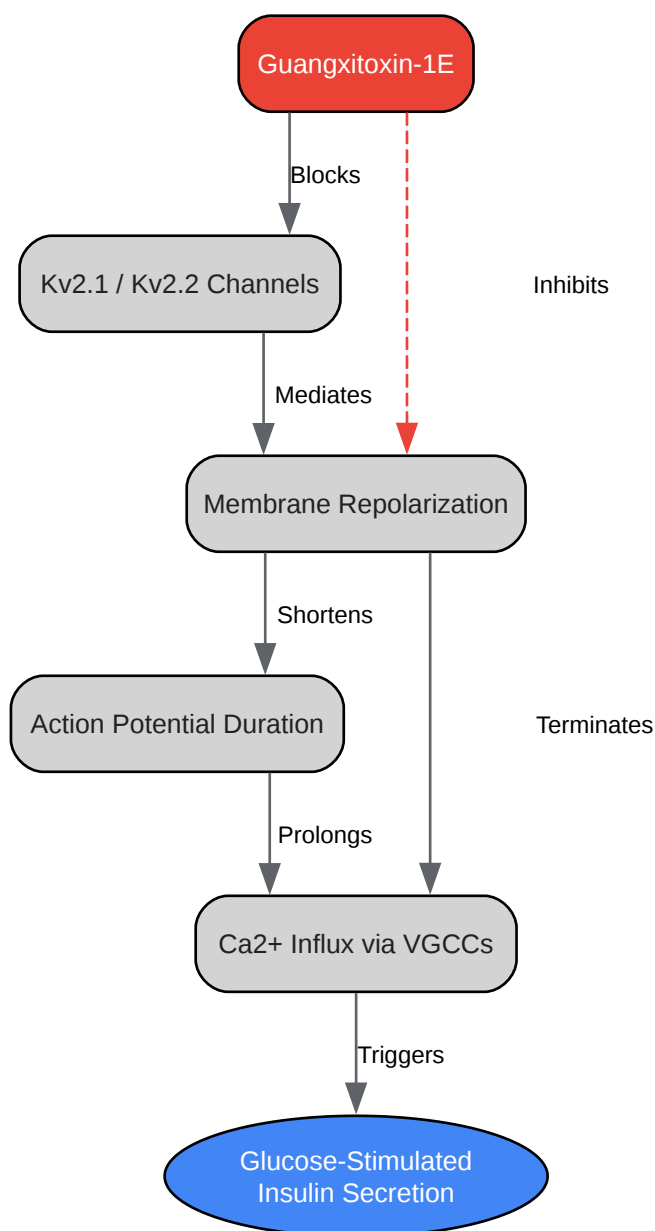 Guangxitoxin-1E
Blocks
Kv2.1 / Kv2.2 Channels
Inhibits
Mediates
Membrane Repolarization
Shortens
Action Potential Duration
Terminates
Prolongs
Ca2+ Influx via VGCCs
Triggers
Glucose-Stimulated
Insulin Secretion